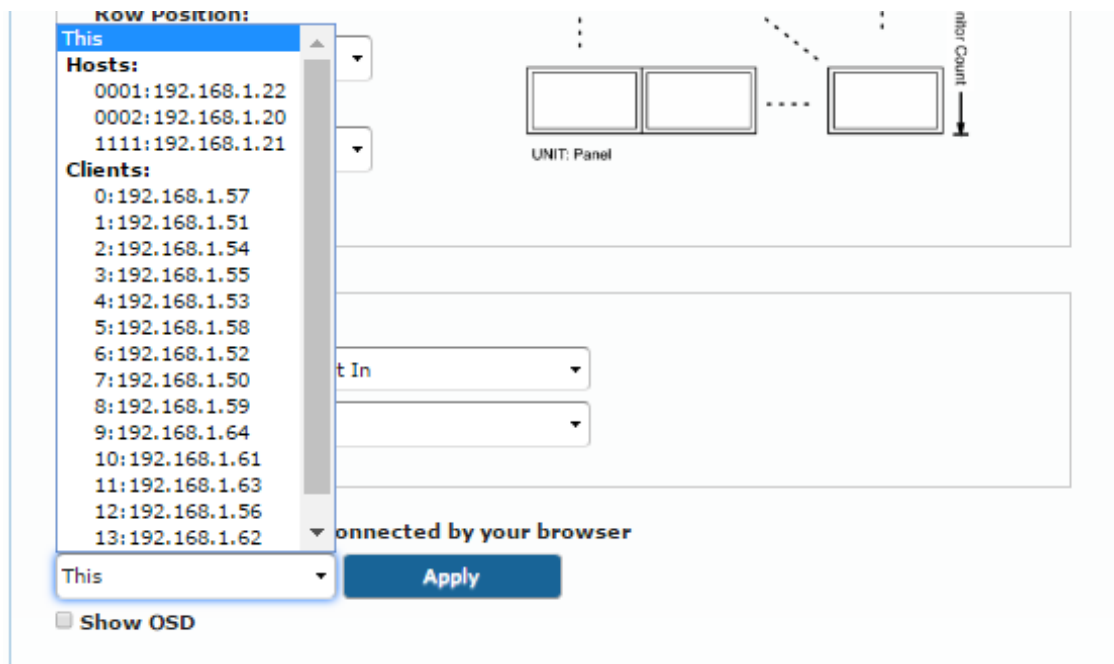 Row Position:
This
Hosts:
0001:192.168.1.22
0002:192.168.1.20
1111:192.168.1.21
Clients:
0:192.168.1.57
1:192.168.1.51
2:192.168.1.54
3:192.168.1.55
4:192.168.1.53
5:192.168.1.58
6:192.168.1.52
7:192.168.1.50
8:192.168.1.59
9:192.168.1.64
10:192.168.1.61
11:192.168.1.63
12:192.168.1.56
13:192.168.1.62
UNIT: Panel
Count
t In
onnected by your browser
This
Apply
Show OSD